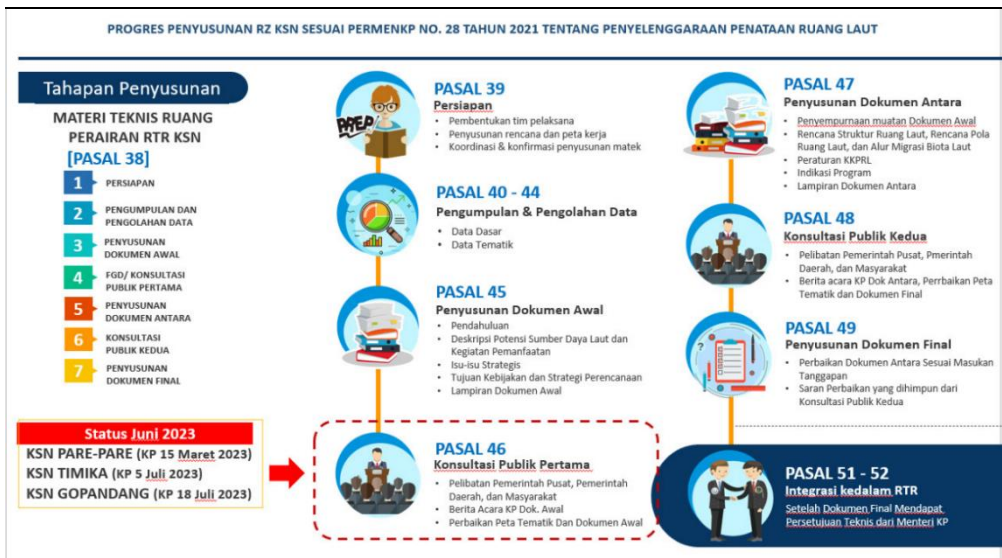 PROGRES PENYUSUNAN RZ KSN SESUAI PERMENKP NO. 28 TAHUN 2021 TENTANG PENYELENGGARAAN PENATAAN RUANG LAUT
Tahapan Penyusunan
MATERI TEKNIS RUANG
PERAIRAN RTR KSN
[PASAL 38]
1 PERSIAPAN
2 PENGUMPULAN DAN
PENGOLAHAN DATA
3 PENYUSUNAN
DOKUMEN AWAL
4 FGD/ KONSULTASI
PUBLIK PERTAMA
5 PENYUSUNAN
DOKUMEN ANTARA
6 KONSULTASI
PUBLIK KEDUA
7 PENYUSUNAN
DOKUMEN FINAL
Status Juni 2023
KSN PARE-PARE (KP 15 Maret 2023)
KSN TIMIKA (KP 5 Juli 2023)
KSN GOPANDANG (KP 18 Juli 2023)
PREP
PASAL 39
Persiapan
• Pembentukan tim pelaksana
• Penyusunan rencana dan peta kerja
• Koordinasi & konfirmasi penyusunan matek
PASAL 40 - 44
Pengumpulan & Pengolahan Data
• Data Dasar
• Data Tematik
PASAL 45
Penyusunan Dokumen Awal
• Pendahuluan
• Deskripsi Potensi Sumber Daya Laut dan
Kegiatan Pemanfaatan
• Isu-isu Strategis
• Tujuan Kebijakan dan Strategi Perencanaan
• Lampiran Dokumen Awal
PASAL 46
Konsultasi Publik Pertama
• Pelibatan Pemerintah Pusat, Pemerintah
Daerah, dan Masyarakat
• Berita Acara KP Dok. Awal
• Perbaikan Peta Tematik Dan Dokumen Awal
PASAL 47
Penyusunan Dokumen Antara
• Penyempurnaan muatan Dokumen Awal
• Rencana Struktur Ruang Laut, Rencana Pola
Ruang Laut, dan Alur Migrasi Biota Laut
• Peraturan KKPRL
• Indikasi Program
• Lampiran Dokumen Antara
PASAL 48
Konsultasi Publik Kedua
• Pelibatan Pemerintah Pusat, Pmerintah
Daerah, dan Masyarakat
• Berita acara KP Dok Antara, Perrbaikan Peta
Tematik dan Dokumen Final
PASAL 49
Penyusunan Dokumen Final
• Perbaikan Dokumen Antara Sesuai Masukan
Tanggapan
• Saran Perbaikan yang dihimpun dari
Konsultasi Publik Kedua
PASAL 51 - 52
Integrasi kedalam RTR
Setelah Dokumen Final Mendapat
Persetujuan Teknis dari Menteri KP